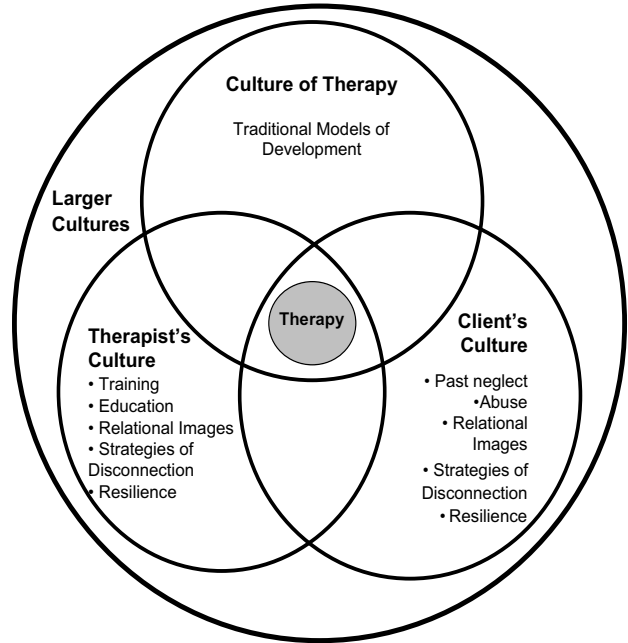 Culture of Therapy
Traditional Models of
Development
Larger
Cultures
Therapy
Therapist's
Culture
• Training
• Education
• Relational Images
• Strategies of
Disconnection
• Resilience
Client's
Culture
• Past neglect
•Abuse
• Relational
Images
• Strategies of
Disconnection
• Resilience